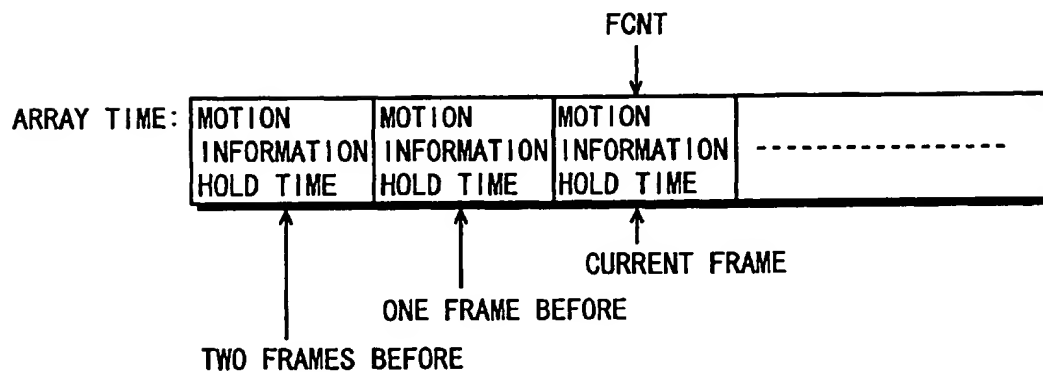 FCNT
ARRAY TIME: MOTION MOTION MOTION
INFORMATION INFORMATION INFORMATION
HOLD TIME HOLD TIME HOLD TIME
CURRENT FRAME
ONE FRAME BEFORE
TWO FRAMES BEFORE